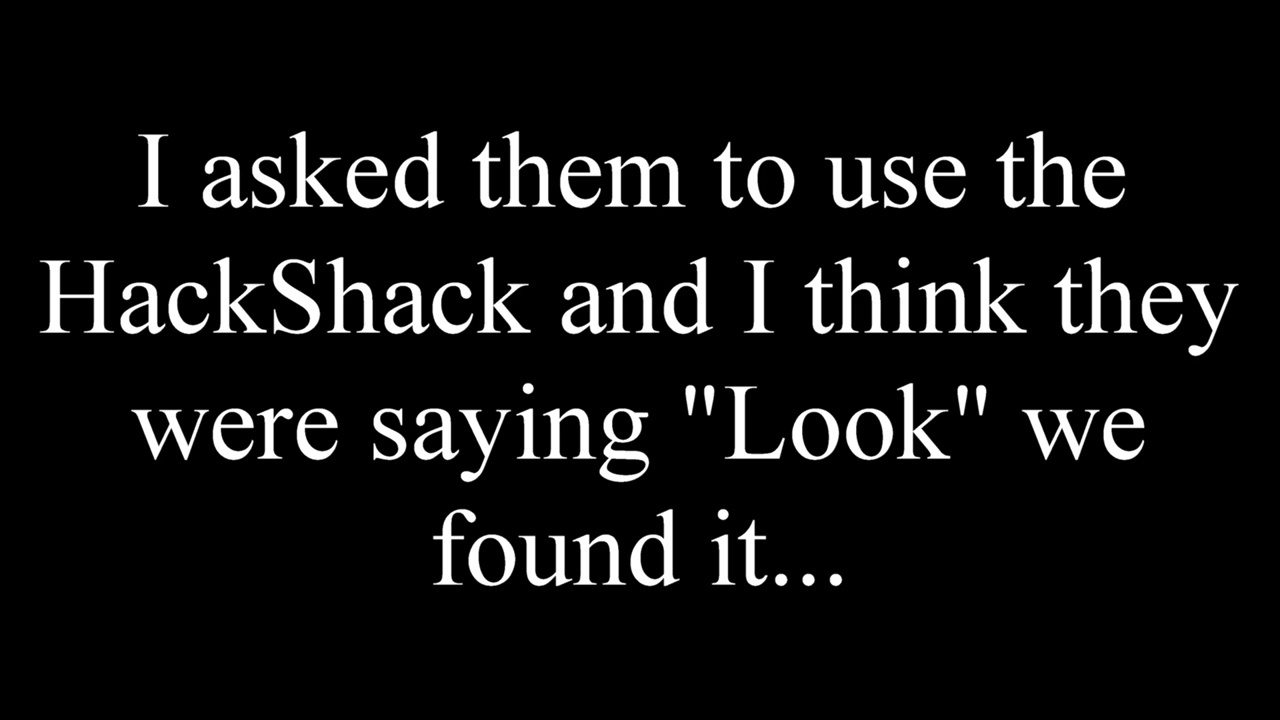 I asked them to use the
HackShack and I think they
were saying "Look" we
found it...